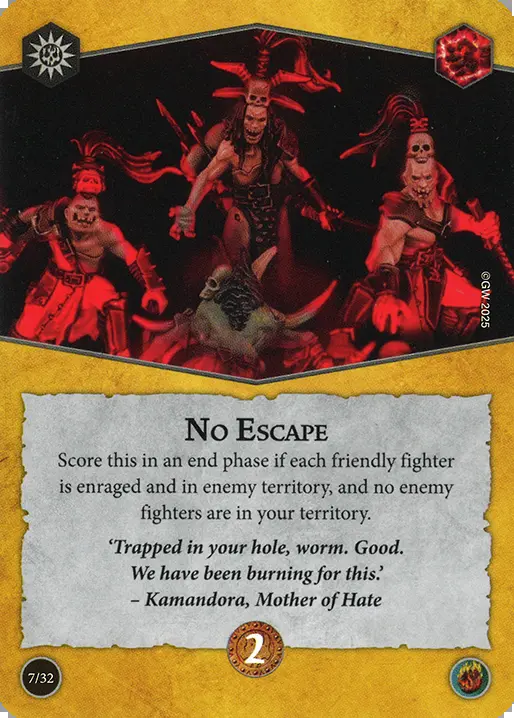 ©GW 2025
No Escape
Score this in an end phase if each friendly fighter
is enraged and in enemy territory, and no enemy
fighters are in your territory.
‘Trapped in your hole, worm. Good.
We have been burning for this.’
– Kamandora, Mother of Hate
2
7/32